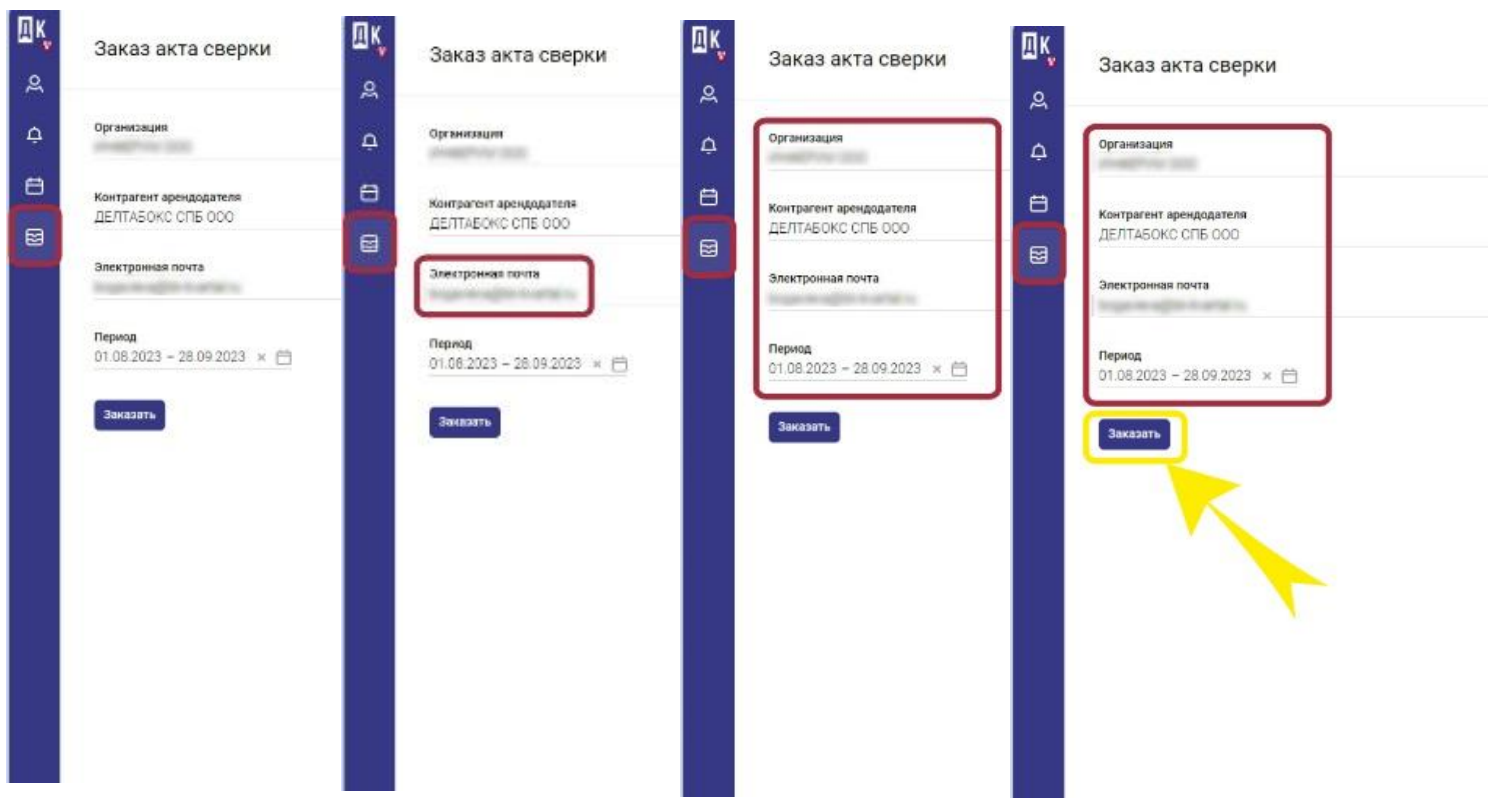 ДК
Заказ акта сверки
Организация
Контрагент арендодателя
ДЕЛТАБОКС СПБ ООО
Электронная почта
Период
01.08.2023 – 28.09.2023
Заказать
ДК
Заказ акта сверки
Организация
Контрагент арендодателя
ДЕЛТАБОКС СПБ ООО
Электронная почта
Период
01.08.2023 – 28.09.2023
Заказать
ДК
Заказ акта сверки
Организация
Контрагент арендодателя
ДЕЛТАБОКС СПБ ООО
Электронная почта
Период
01.08.2023 – 28.09.2023
Заказать
ДК
Заказ акта сверки
Организация
Контрагент арендодателя
ДЕЛТАБОКС СПБ ООО
Электронная почта
Период
01.08.2023 – 28.09.2023
Заказать